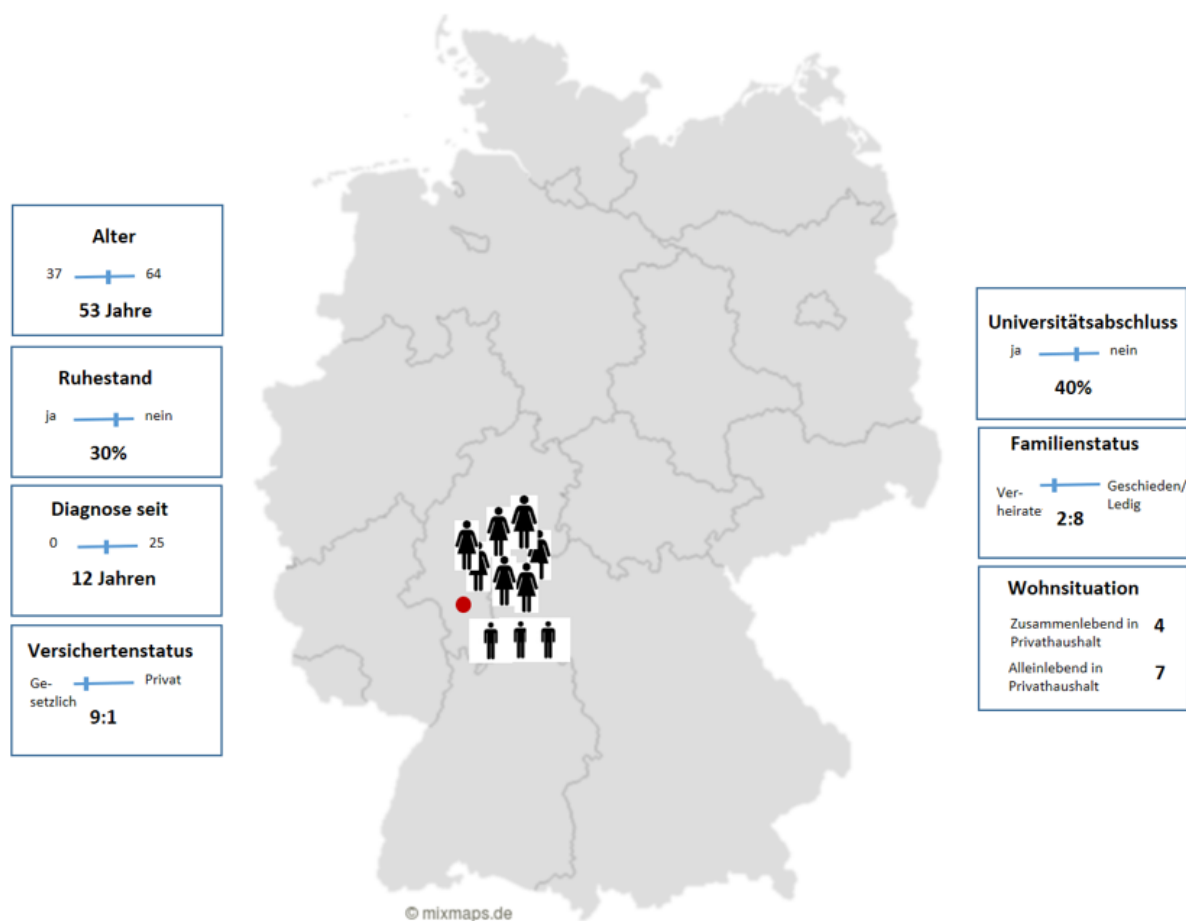 Alter
37 64
53 Jahre
Ruhestand
ja nein
30%
Diagnose seit
0 25
12 Jahren
Versichertenstatus
Ge-
setzlich
Privat
9:1
Universitätsabschluss
ja nein
40%
Familienstatus
Ver-
heirate
Geschieden/
Ledig
2:8
Wohnsituation
Zusammenlebend in
Privathaushalt
4
Alleinlebend in
Privathaushalt
7
© mixmaps.de